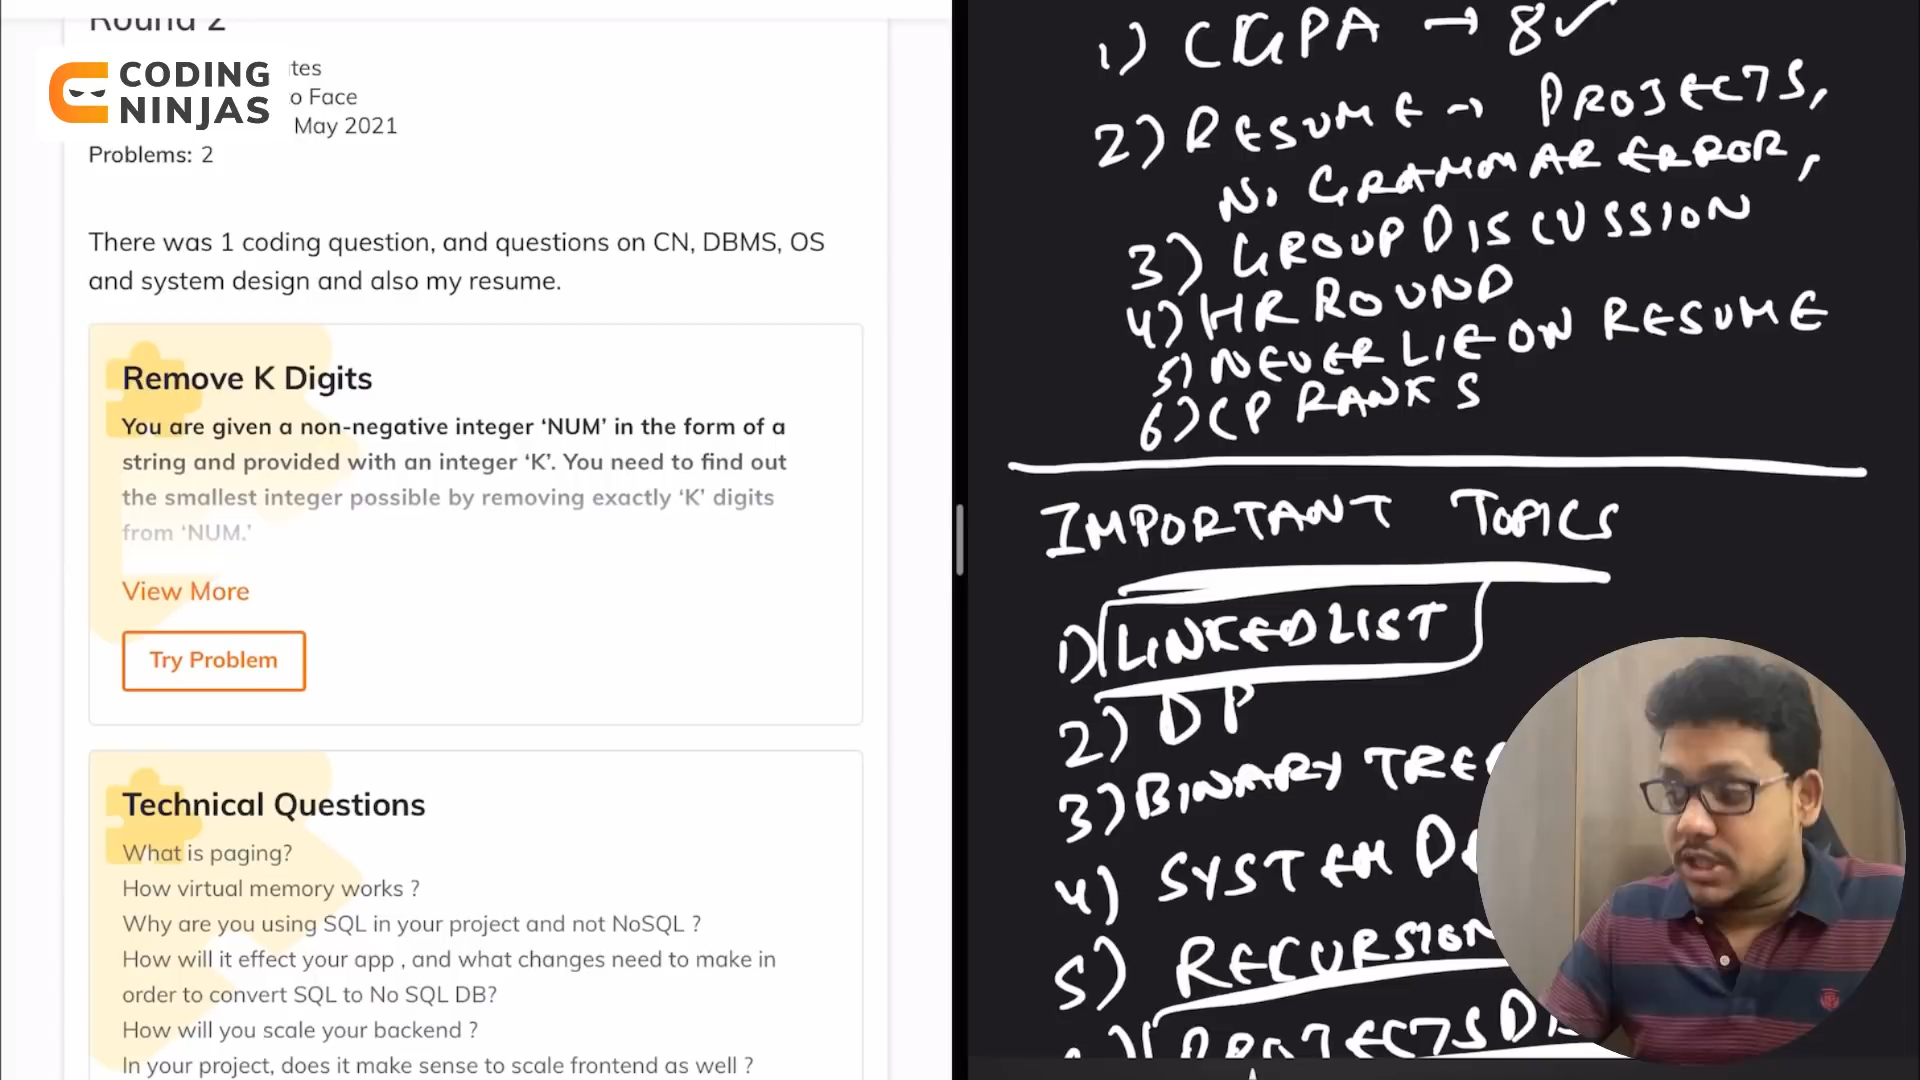 Round 2
CODING
NINJAS
tes
o Face
May 2021
Problems: 2
There was 1 coding question, and questions on CN, DBMS, OS
and system design and also my resume.
Remove K Digits
You are given a non-negative integer ‘NUM’ in the form of a
string and provided with an integer ‘K’. You need to find out
the smallest integer possible by removing exactly ‘K’ digits
from ‘NUM.’
View More
Try Problem
Technical Questions
What is paging?
How virtual memory works ?
Why are you using SQL in your project and not NoSQL ?
How will it effect your app , and what changes need to make in
order to convert SQL to No SQL DB?
How will you scale your backend ?
In your project, does it make sense to scale frontend as well ?
1) CGPA → 8✓
2) RESUME → PROJECTS,
NO GRAMMAR ERROR,
3) GROUP DISCUSSION
4) HR ROUND
5) NEVER LIE ON RESUME
6) CP RANKS
IMPORTANT TOPICS
1) LINKEDLIST
2) DP
3) BINARY TREE
4) SYSTEM DE
5) RECURSION
PROJECTS DI